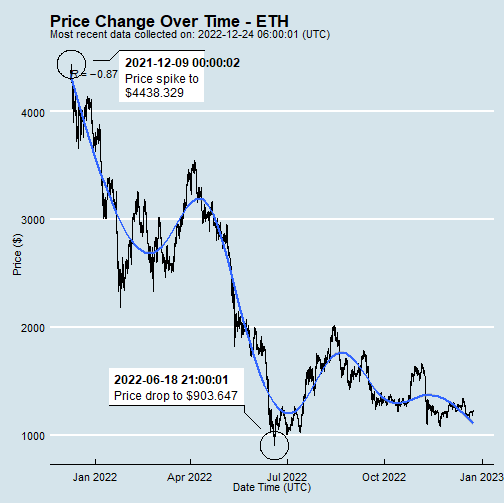 Price Change Over Time - ETH
Most recent data collected on: 2022-12-24 06:00:01 (UTC)
2021-12-09 00:00:02
Price spike to
$4438.329
= −0.87
4000
3000
Price ($)
2000
2022-06-18 21:00:01
Price drop to $903.647
1000
Jan 2022
Apr 2022
Jul 2022
Oct 2022
Jan 2023
Date Time (UTC)